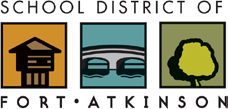 SCHOOL DISTRICT OF
FORT • ATKINSON